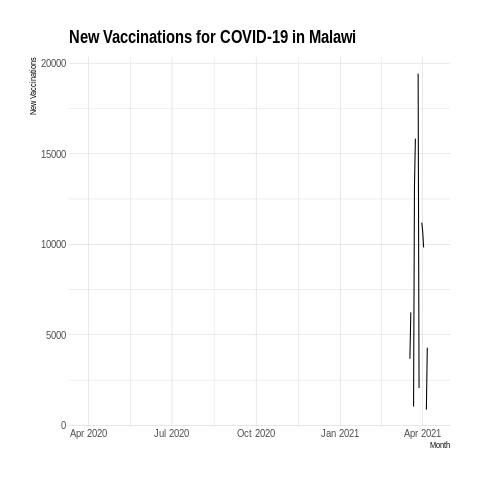 New Vaccinations for COVID-19 in Malawi
New Vaccinations
20000
15000
10000
5000
0
Apr 2020 Jul 2020 Oct 2020 Jan 2021 Apr 2021
Month